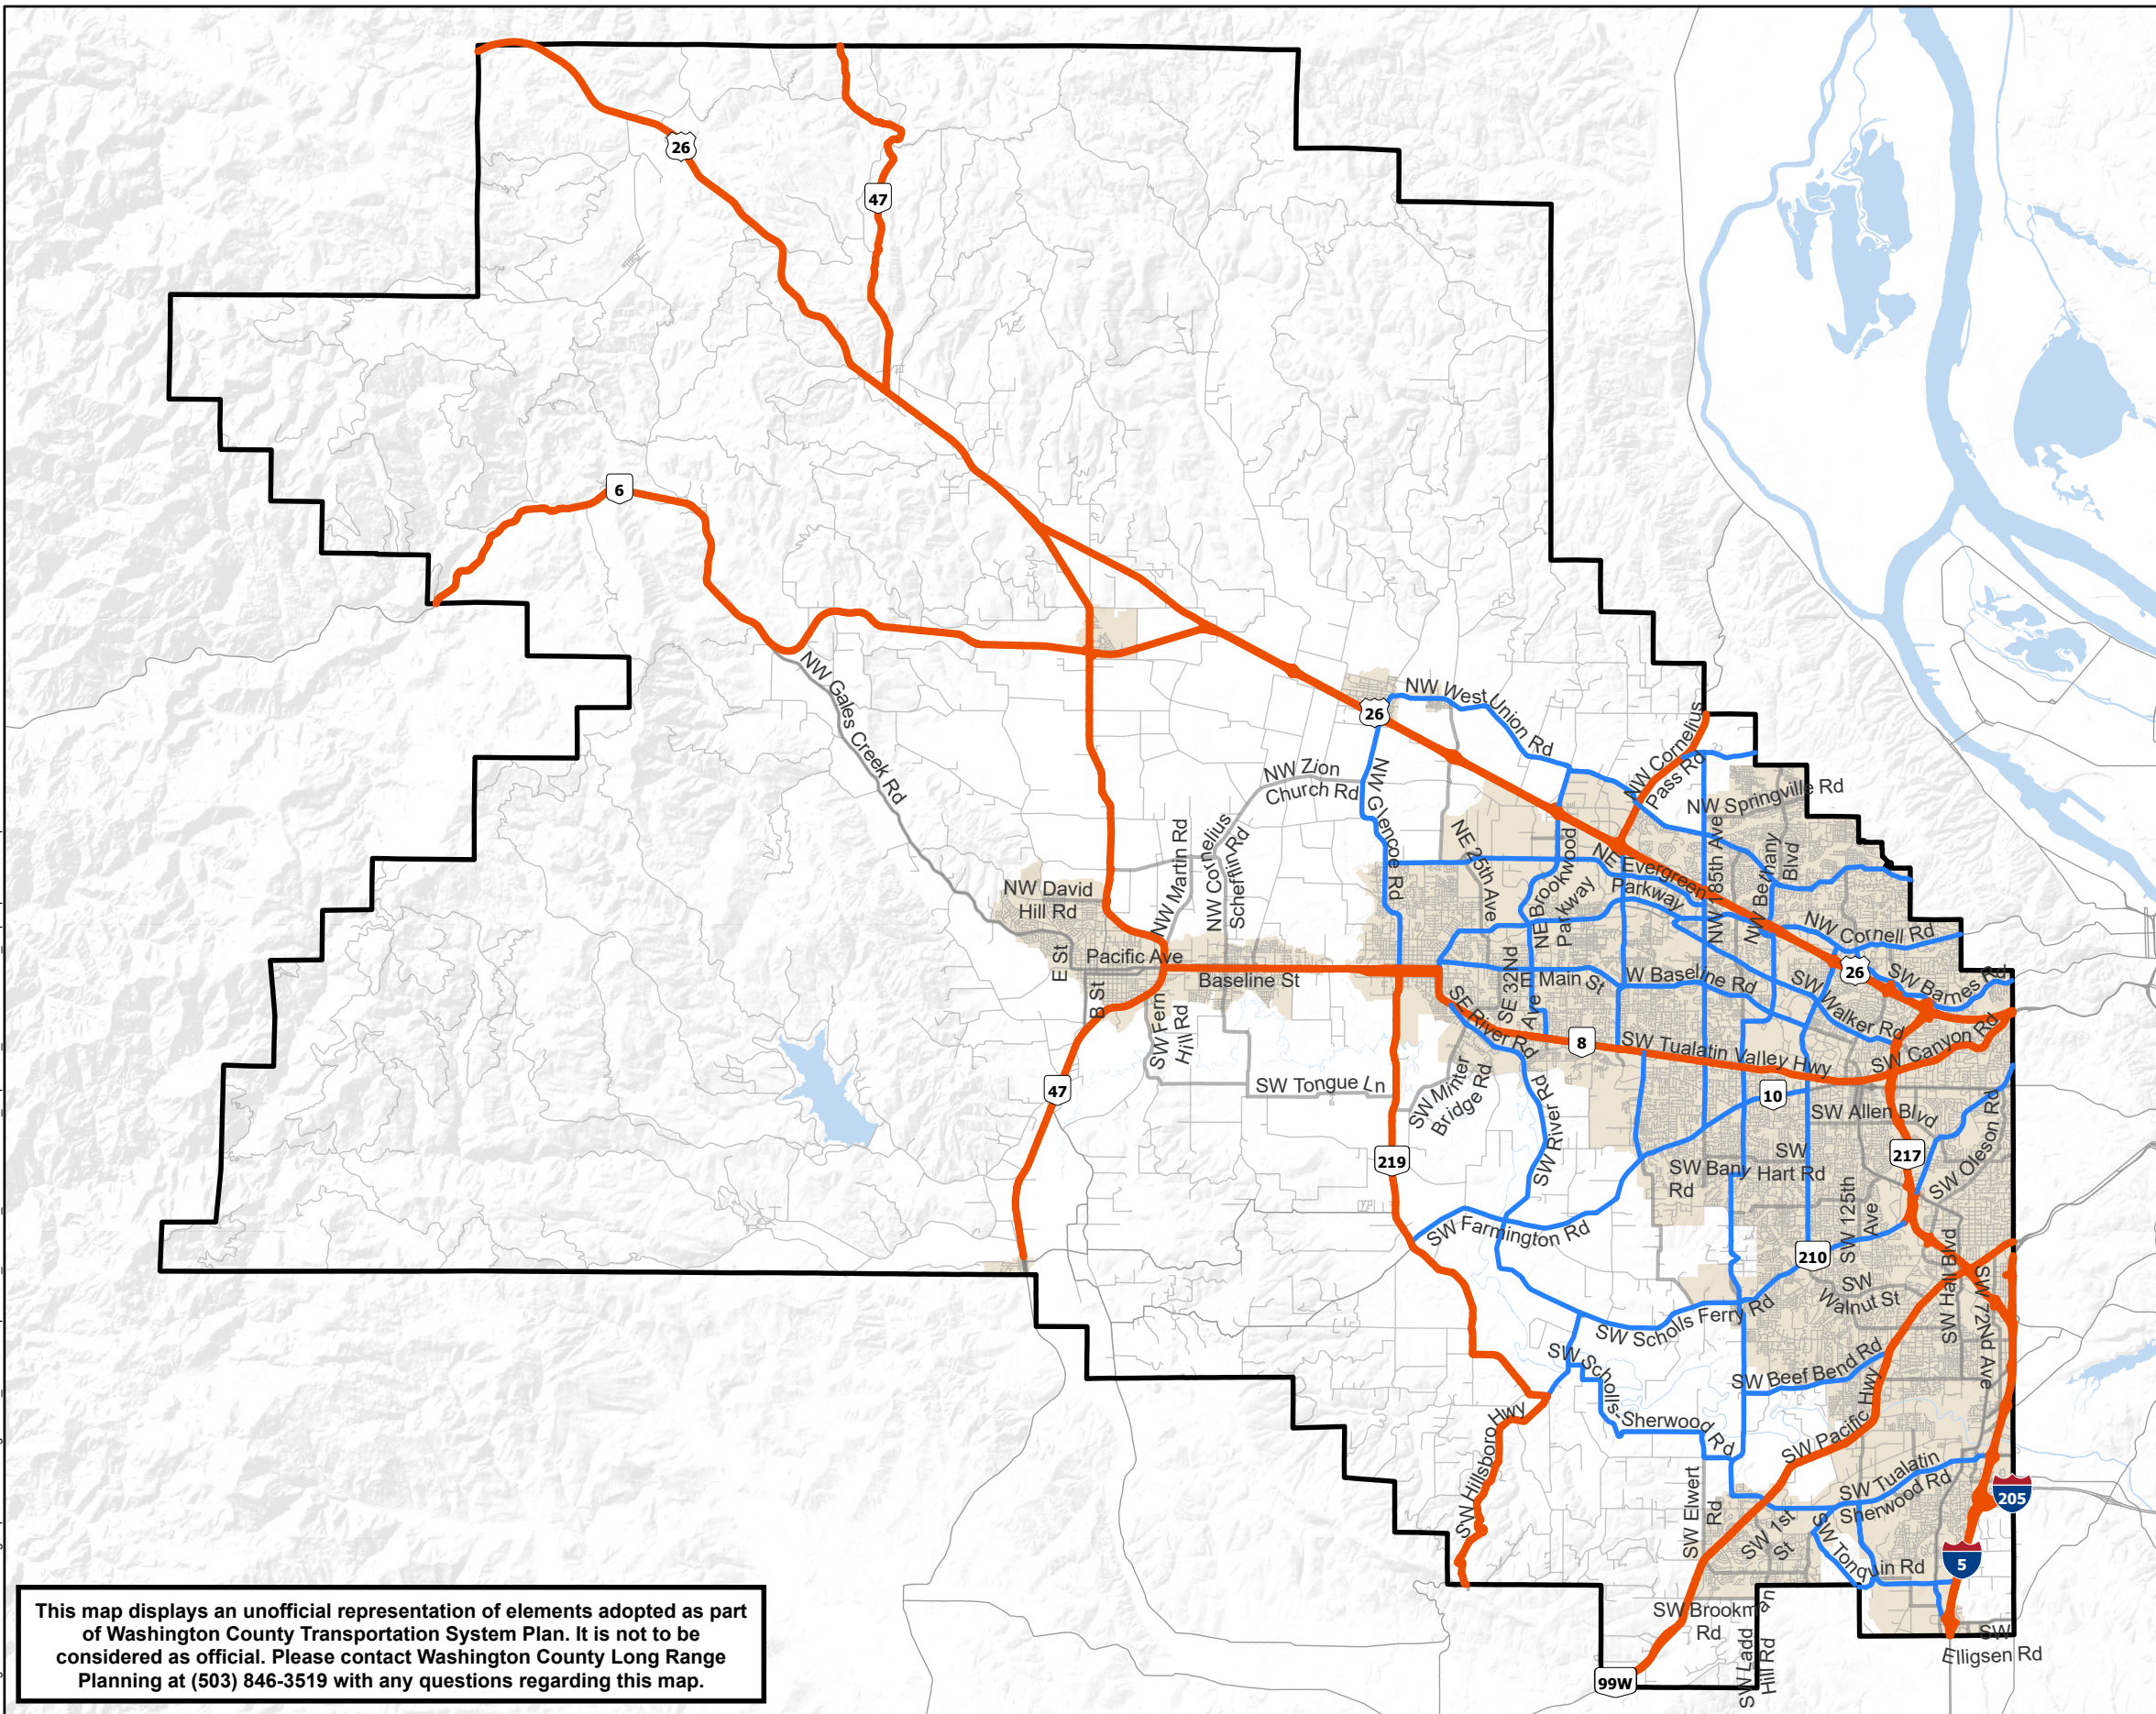 26
47
6
NW Gales Creek Rd
26
NW West Union Rd
NW Cornelius
Pass Rd
NW Zion
Church Rd
NW Glencoe Rd
NW Springville Rd
NW Martin Rd
NW Cornelius
Schefflin Rd
NE 25th Ave
NE Brookwood
Parkway
NE Evergreen
Parkway
NW 185th Ave
NW Bethany
Blvd
NW David
Hill Rd
NW Cornell Rd
E St
Pacific Ave
Baseline St
B St
SW Fern
Hill Rd
SE 32Nd
Ave
E Main St
W Baseline Rd
SW Walker Rd
26
SW Barnes Rd
SE River Rd
8
SW Tualatin Valley Hwy
SW Canyon Rd
47
SW Tongue Ln
SW Minter
Bridge Rd
SW River Rd
10
SW Allen Blvd
219
217
SW Oleson Rd
SW Bany
Rd
SW
Hart Rd
SW 125th
Ave
SW Farmington Rd
210
SW Hall Blvd
SW 72Nd Ave
SW
Walnut St
SW Scholls Ferry Rd
SW Scholls-Sherwood Rd
SW Beef Bend Rd
SW Hillsboro Hwy
SW Pacific Hwy
SW Elwert
Rd
SW Tualatin
Sherwood Rd
205
SW 1st
St
SW Tonquin Rd
5
SW Brookman
Rd
SW Ladd
Hill Rd
SW
Elligsen Rd
99W
This map displays an unofficial representation of elements adopted as part
of Washington County Transportation System Plan. It is not to be
considered as official. Please contact Washington County Long Range
Planning at (503) 846-3519 with any questions regarding this map.